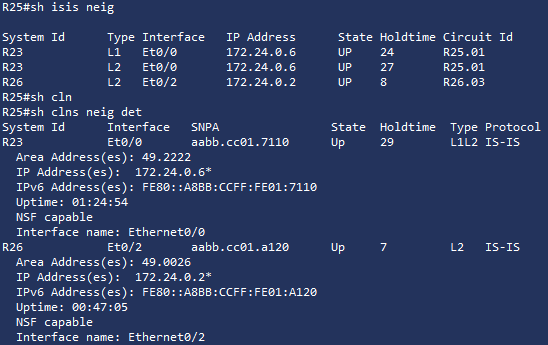 R25#sh isis neig
System Id      Type Interface   IP Address      State Holdtime Circuit Id
R23            L1   Et0/0       172.24.0.6      UP    24       R25.01
R23            L2   Et0/0       172.24.0.6      UP    27       R25.01
R26            L2   Et0/2       172.24.0.2      UP    8        R26.03
R25#sh cln
R25#sh clns neig det
System Id      Interface   SNPA                State  Holdtime  Type Protocol
R23            Et0/0       aabb.cc01.7110      Up     29        L1L2 IS-IS
  Area Address(es): 49.2222
  IP Address(es):  172.24.0.6*
  IPv6 Address(es): FE80::A8BB:CCFF:FE01:7110
  Uptime: 01:24:54
  NSF capable
  Interface name: Ethernet0/0
R26            Et0/2       aabb.cc01.a120      Up     7         L2   IS-IS
  Area Address(es): 49.0026
  IP Address(es):  172.24.0.2*
  IPv6 Address(es): FE80::A8BB:CCFF:FE01:A120
  Uptime: 00:47:05
  NSF capable
  Interface name: Ethernet0/2